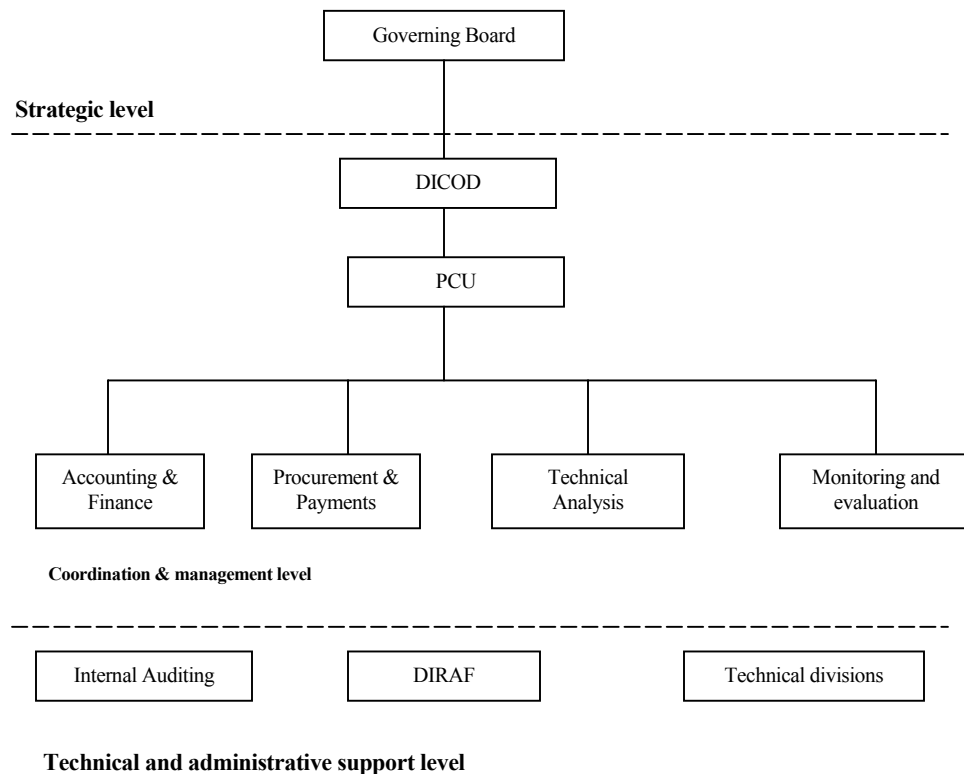 Governing Board
Strategic level
DICOD
PCU
Accounting &
Finance
Procurement &
Payments
Technical
Analysis
Monitoring and
evaluation
Coordination & management level
Internal Auditing
DIRAF
Technical divisions
Technical and administrative support level